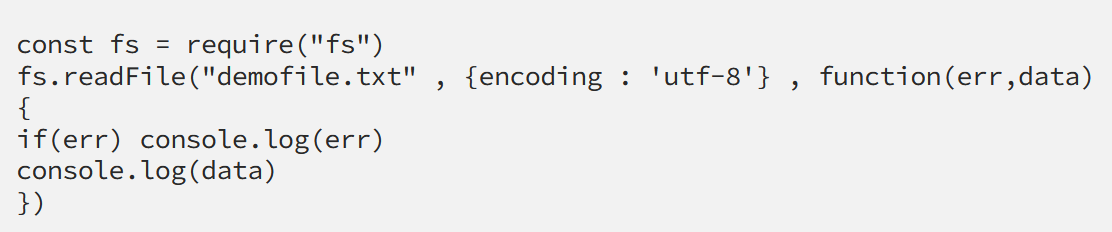 const fs = require("fs")
fs.readFile("demofile.txt" , {encoding : 'utf-8'} , function(err,data)
{
if(err) console.log(err)
console.log(data)
})